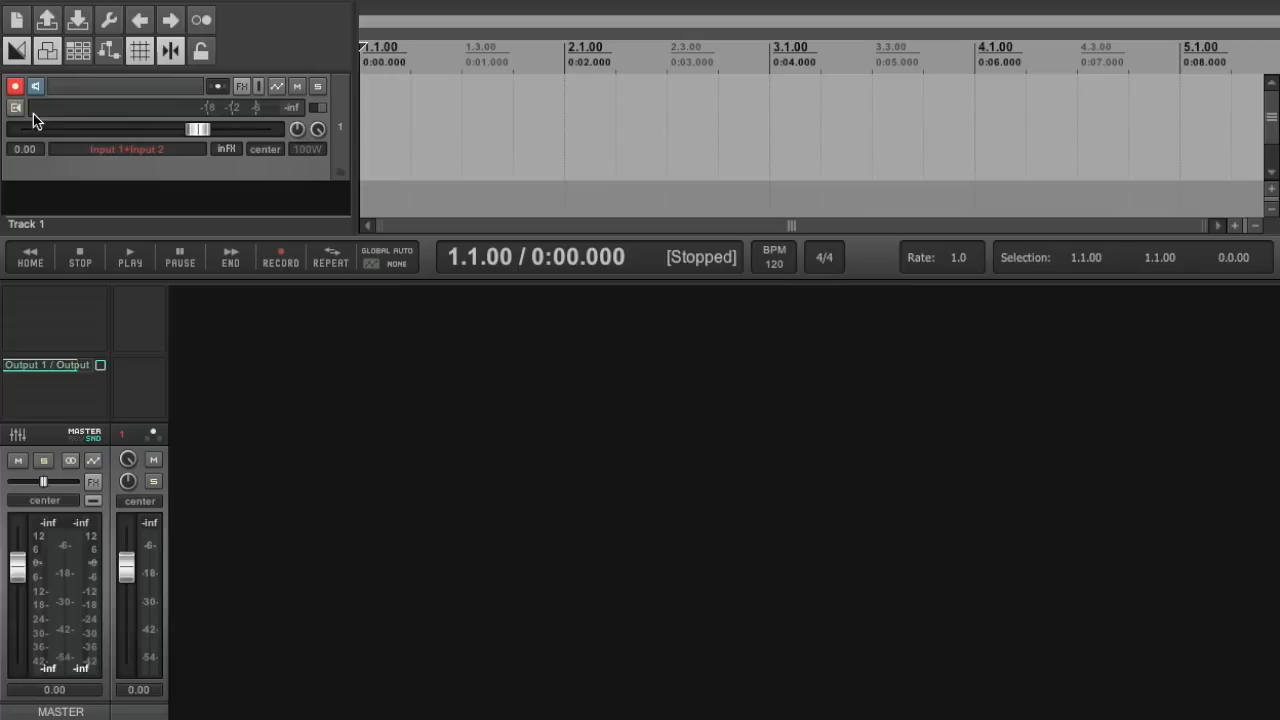 1.1.00 1.3.00 2.1.00 2.3.00 3.1.00 3.3.00 4.1.00 4.3.00 5.1.00
0:00.000 0:01.000 0:02.000 0:03.000 0:04.000 0:05.000 0:06.000 0:07.000 0:08.000
FX M S
-18 -12 -6 -inf
1
0.00 Input 1+Input 2 inFX center 100W
Track 1
HOME STOP PLAY PAUSE END RECORD REPEAT
GLOBAL AUTO
NONE
1.1.00 / 0:00.000 [Stopped]
BPM
120
4/4
Rate: 1.0
Selection: 1.1.00 1.1.00 0.0.00
Output 1 / Output
MASTER
SND
1
M S M
FX S
center center
-inf -inf -inf
12 12
6 -6- 6 -6-
0- -0
6- -18- -6 -18-
12- -12
18- -30- -18 -30-
24- -24
30- -42- -30 -42-
36- -36
42 -54- -42 -54-
-inf -inf
0.00 0.00
MASTER